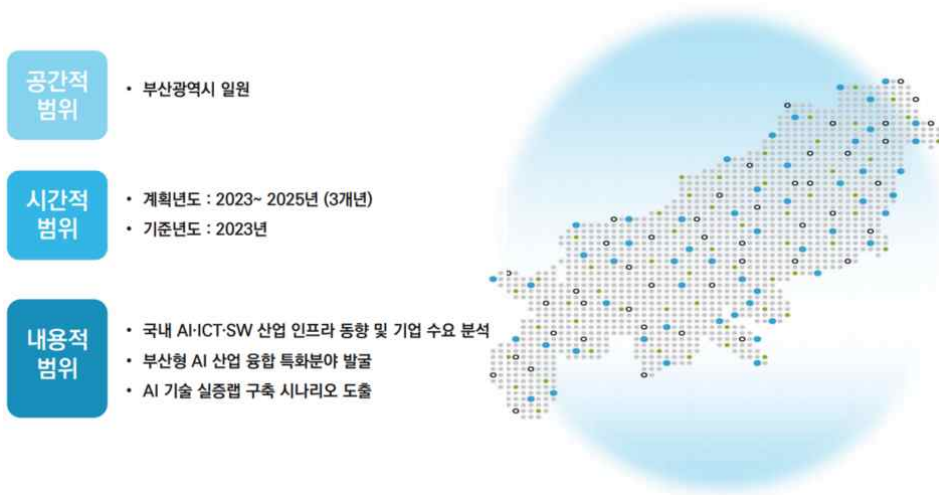 공간적
범위
• 부산광역시 일원
시간적
범위
• 계획년도 : 2023~ 2025년 (3개년)
• 기준년도 : 2023년
내용적
범위
• 국내 AI·ICT·SW 산업 인프라 동향 및 기업 수요 분석
• 부산형 AI 산업 융합 특화분야 발굴
• AI 기술 실증랩 구축 시나리오 도출